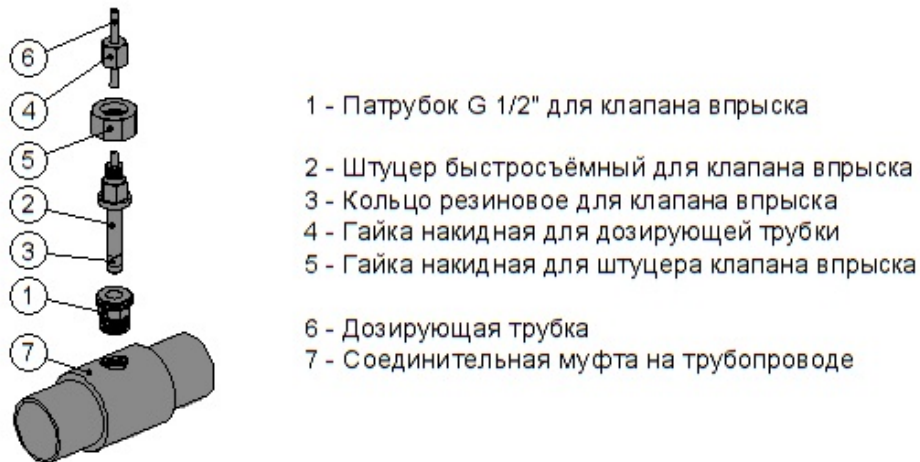 6
4
5
2
3
1
7
1 - Патрубок G 1/2" для клапана впрыска
2 - Штуцер быстросъёмный для клапана впрыска
3 - Кольцо резиновое для клапана впрыска
4 - Гайка накидная для дозирующей трубки
5 - Гайка накидная для штуцера клапана впрыска
6 - Дозирующая трубка
7 - Соединительная муфта на трубопроводе